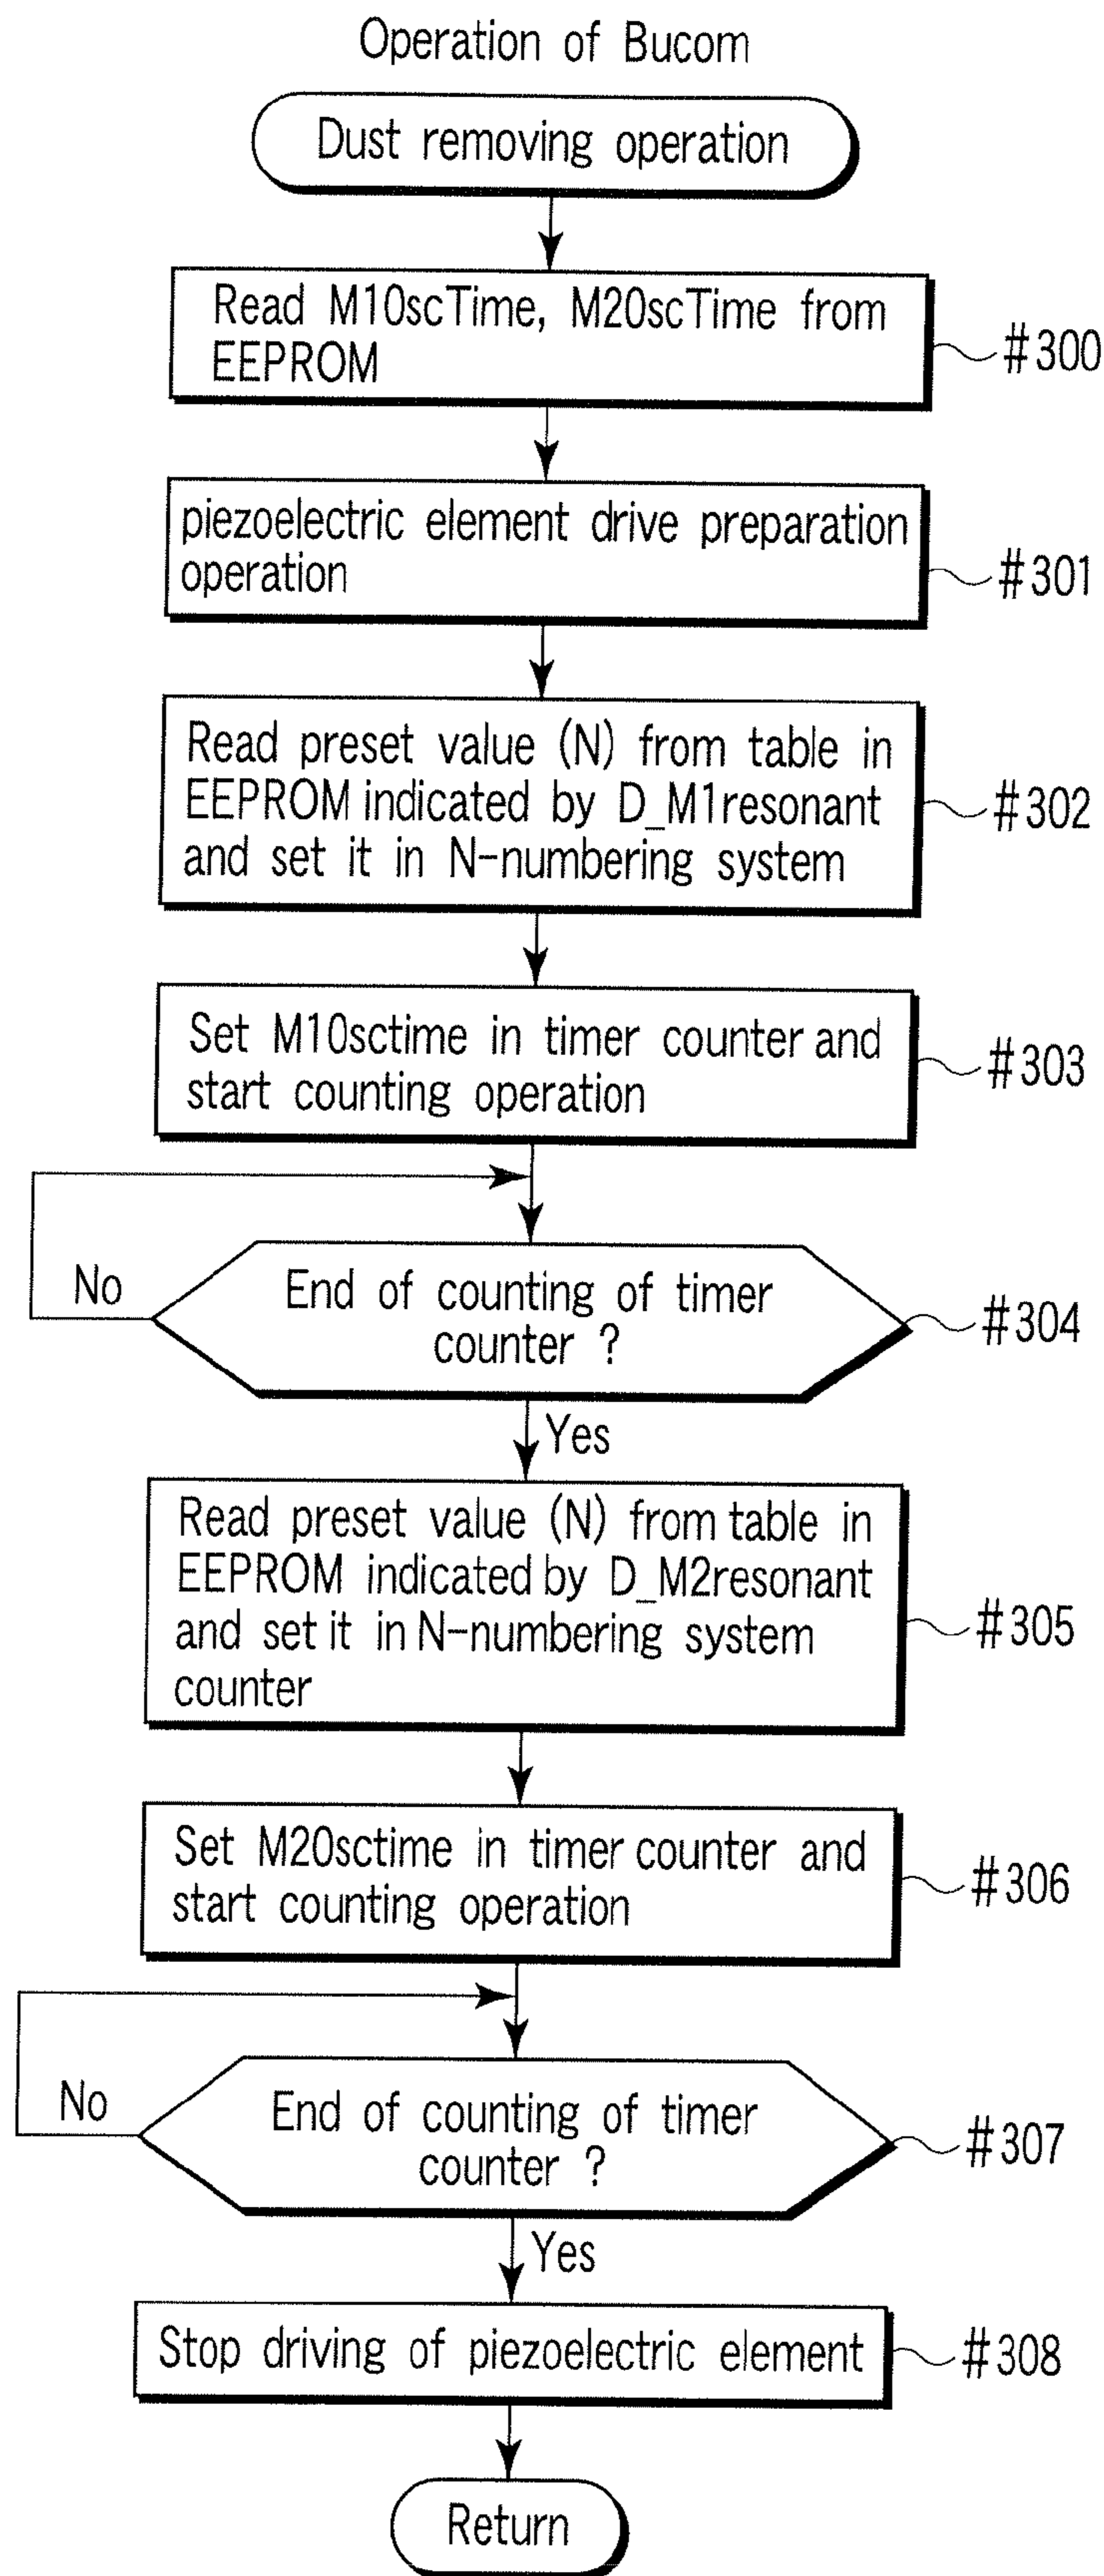 Operation of Bucom
Dust removing operation
Read M10scTime, M20scTime from
EEPROM
#300
piezoelectric element drive preparation
operation
#301
Read preset value (N) from table in
EEPROM indicated by D_M1resonant
and set it in N-numbering system
#302
Set M10sctime in timer counter and
start counting operation
#303
No
End of counting of timer
counter ?
#304
Yes
Read preset value (N) from table in
EEPROM indicated by D_M2resonant
and set it in N-numbering system
counter
#305
Set M20sctime in timer counter and
start counting operation
#306
No
End of counting of timer
counter ?
#307
Yes
Stop driving of piezoelectric element
#308
Return